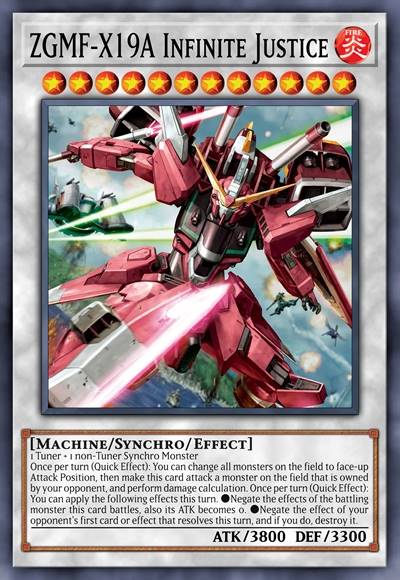 ZGMF-X19A Infinite Justice
FIRE
炎
[Machine/Synchro/Effect]
1 Tuner + 1 non-Tuner Synchro Monster
Once per turn (Quick Effect): You can change all monsters on the field to face-up
Attack Position, then make this card attack a monster on the field that is owned
by your opponent, and perform damage calculation. Once per turn (Quick Effect):
You can apply the following effects this turn. ●Negate the effects of the battling
monster this card battles, also its ATK becomes 0. ●Negate the effect of your
opponent's first card or effect that resolves this turn, and if you do, destroy it.
ATK/3800 DEF/3300